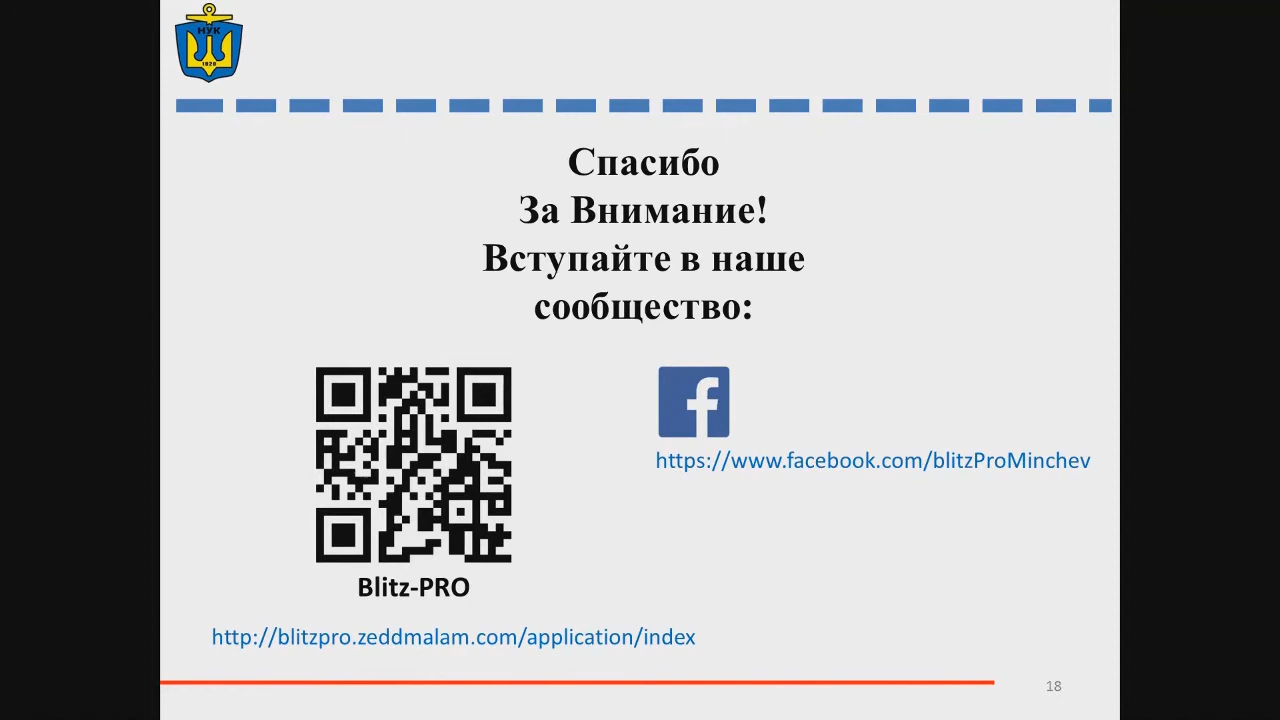 НУК
1920
Спасибо
За Внимание!
Вступайте в наше
сообщество:
https://www.facebook.com/blitzProMinchev
Blitz-PRO
http://blitzpro.zeddmalam.com/application/index
18